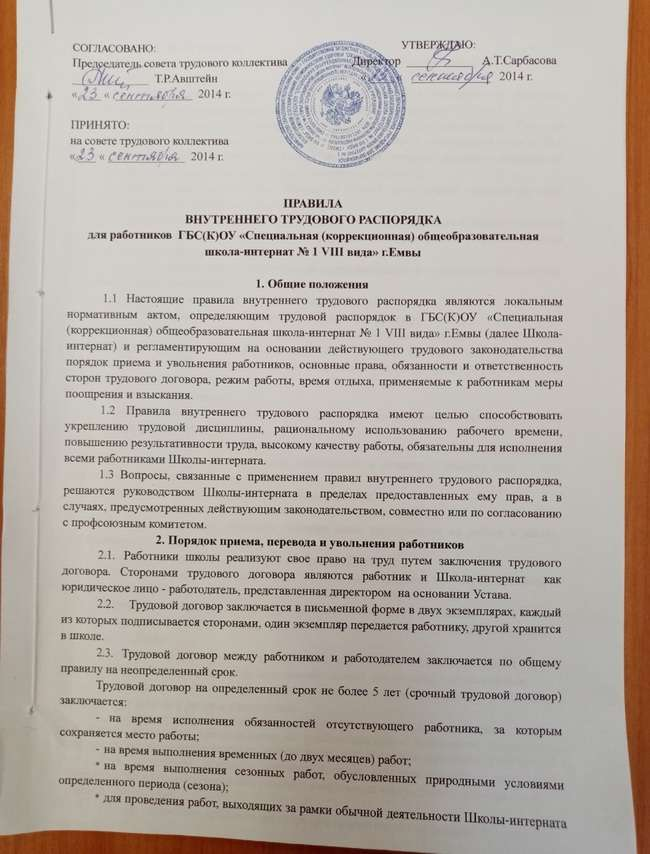 СОГЛАСОВАНО:
УТВЕРЖДАЮ:
Председатель совета трудового коллектива
Директор А.Т.Сарбасова
Т.Р.Авштейн
«23 « сентября 2014 г.
«23 « сентября 2014 г.
ПРИНЯТО:
на совете трудового коллектива
«23 « сентября 2014 г.
ПРАВИЛА
ВНУТРЕННЕГО ТРУДОВОГО РАСПОРЯДКА
для работников ГБС(К)ОУ «Специальная (коррекционная) общеобразовательная
школа-интернат № 1 VIII вида» г.Емвы
1. Общие положения
1.1 Настоящие правила внутреннего трудового распорядка являются локальным
нормативным актом, определяющим трудовой распорядок в ГБС(К)ОУ «Специальная
(коррекционная) общеобразовательная школа-интернат № 1 VIII вида» г.Емвы (далее Школа-
интернат) и регламентирующим на основании действующего трудового законодательства
порядок приема и увольнения работников, основные права, обязанности и ответственность
сторон трудового договора, режим работы, время отдыха, применяемые к работникам меры
поощрения и взыскания.
1.2 Правила внутреннего трудового распорядка имеют целью способствовать
укреплению трудовой дисциплины, рациональному использованию рабочего времени,
повышению результативности труда, высокому качеству работы, обязательны для исполнения
всеми работниками Школы-интерната.
1.3 Вопросы, связанные с применением правил внутреннего трудового распорядка,
решаются руководством Школы-интерната в пределах предоставленных ему прав, а в
случаях, предусмотренных действующим законодательством, совместно или по согласованию
с профсоюзным комитетом.
2. Порядок приема, перевода и увольнения работников
2.1. Работники школы реализуют свое право на труд путем заключения трудового
договора. Сторонами трудового договора являются работник и Школа-интернат как
юридическое лицо - работодатель, представленная директором на основании Устава.
2.2. Трудовой договор заключается в письменной форме в двух экземплярах, каждый
из которых подписывается сторонами, один экземпляр передается работнику, другой хранится
в школе.
2.3. Трудовой договор между работником и работодателем заключается по общему
правилу на неопределенный срок.
Трудовой договор на определенный срок не более 5 лет (срочный трудовой договор)
заключается:
- на время исполнения обязанностей отсутствующего работника, за которым
сохраняется место работы;
- на время выполнения временных (до двух месяцев) работ;
* на время выполнения сезонных работ, обусловленных природными условиями
определенного периода (сезона);
* для проведения работ, выходящих за рамки обычной деятельности Школы-интерната